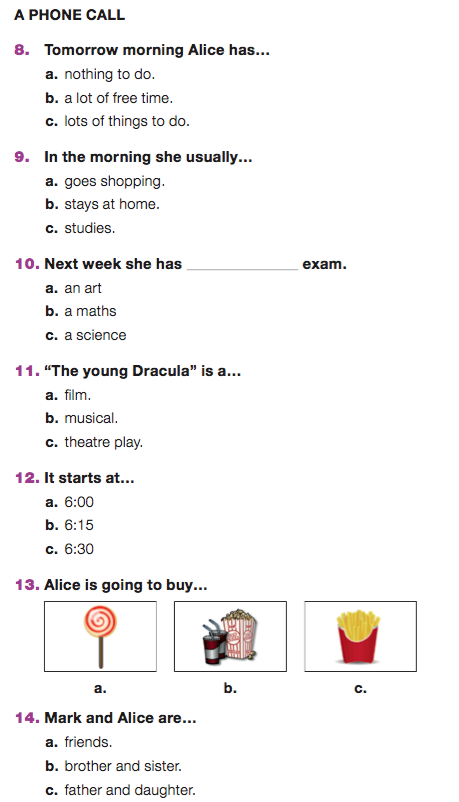 A PHONE CALL
8. Tomorrow morning Alice has...
a. nothing to do.
b. a lot of free time.
c. lots of things to do.
9. In the morning she usually...
a. goes shopping.
b. stays at home.
c. studies.
10. Next week she has ______________ exam.
a. an art
b. a maths
c. a science
11. “The young Dracula” is a...
a. film.
b. musical.
c. theatre play.
12. It starts at...
a. 6:00
b. 6:15
c. 6:30
13. Alice is going to buy...
a. b. c.
14. Mark and Alice are...
a. friends.
b. brother and sister.
c. father and daughter.